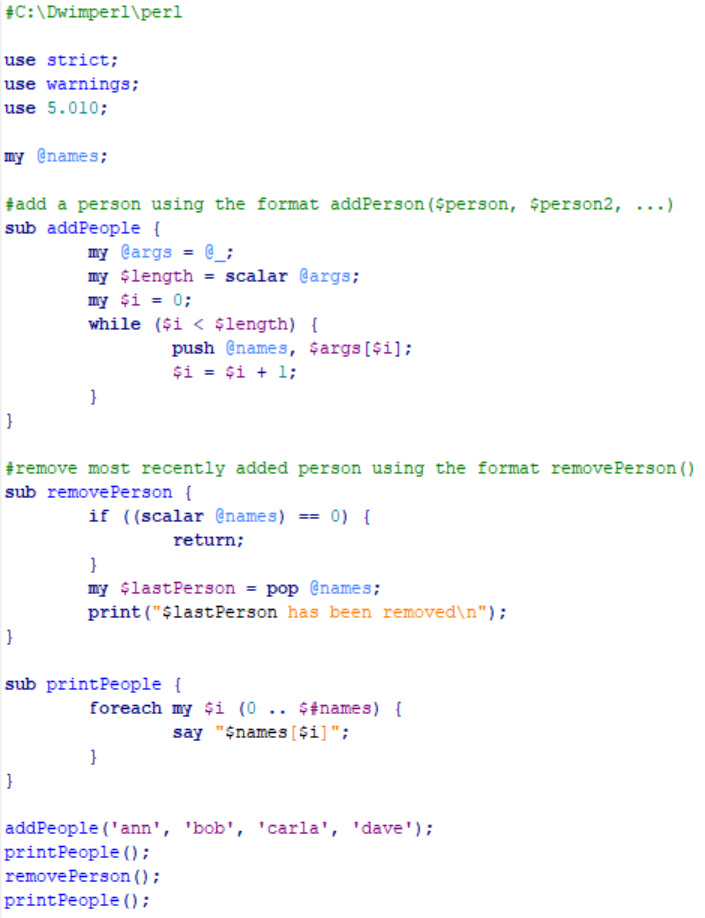 #C:\Dwimperl\perl

use strict;
use warnings;
use 5.010;

my @names;

#add a person using the format addPerson($person, $person2, ...)
sub addPeople {
        my @args = @_;
        my $length = scalar @args;
        my $i = 0;
        while ($i < $length) {
                push @names, $args[$i];
                $i = $i + 1;
        }
}

#remove most recently added person using the format removePerson()
sub removePerson {
        if ((scalar @names) == 0) {
                return;
        }
        my $lastPerson = pop @names;
        print("$lastPerson has been removed\n");
}

sub printPeople {
        foreach my $i (0 .. $#names) {
                say "$names[$i]";
        }
}

addPeople('ann', 'bob', 'carla', 'dave');
printPeople();
removePerson();
printPeople();